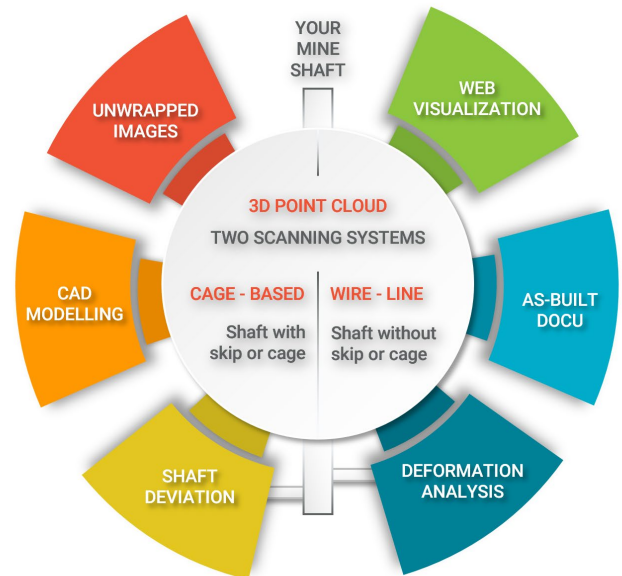 YOUR
MINE
SHAFT
UNWRAPPED
IMAGES
WEB
VISUALIZATION
3D POINT CLOUD
TWO SCANNING SYSTEMS
CAGE - BASED
Shaft with
skip or cage
WIRE - LINE
Shaft without
skip or cage
CAD
MODELLING
AS-BUILT
DOCU
SHAFT
DEVIATION
DEFORMATION
ANALYSIS